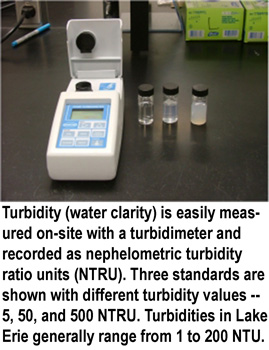 Turbidity (water clarity) is easily meas-
ured on-site with a turbidimeter and
recorded as nephelometric turbidity
ratio units (NTRU). Three standards are
shown with different turbidity values --
5, 50, and 500 NTRU. Turbidities in Lake
Erie generally range from 1 to 200 NTU.